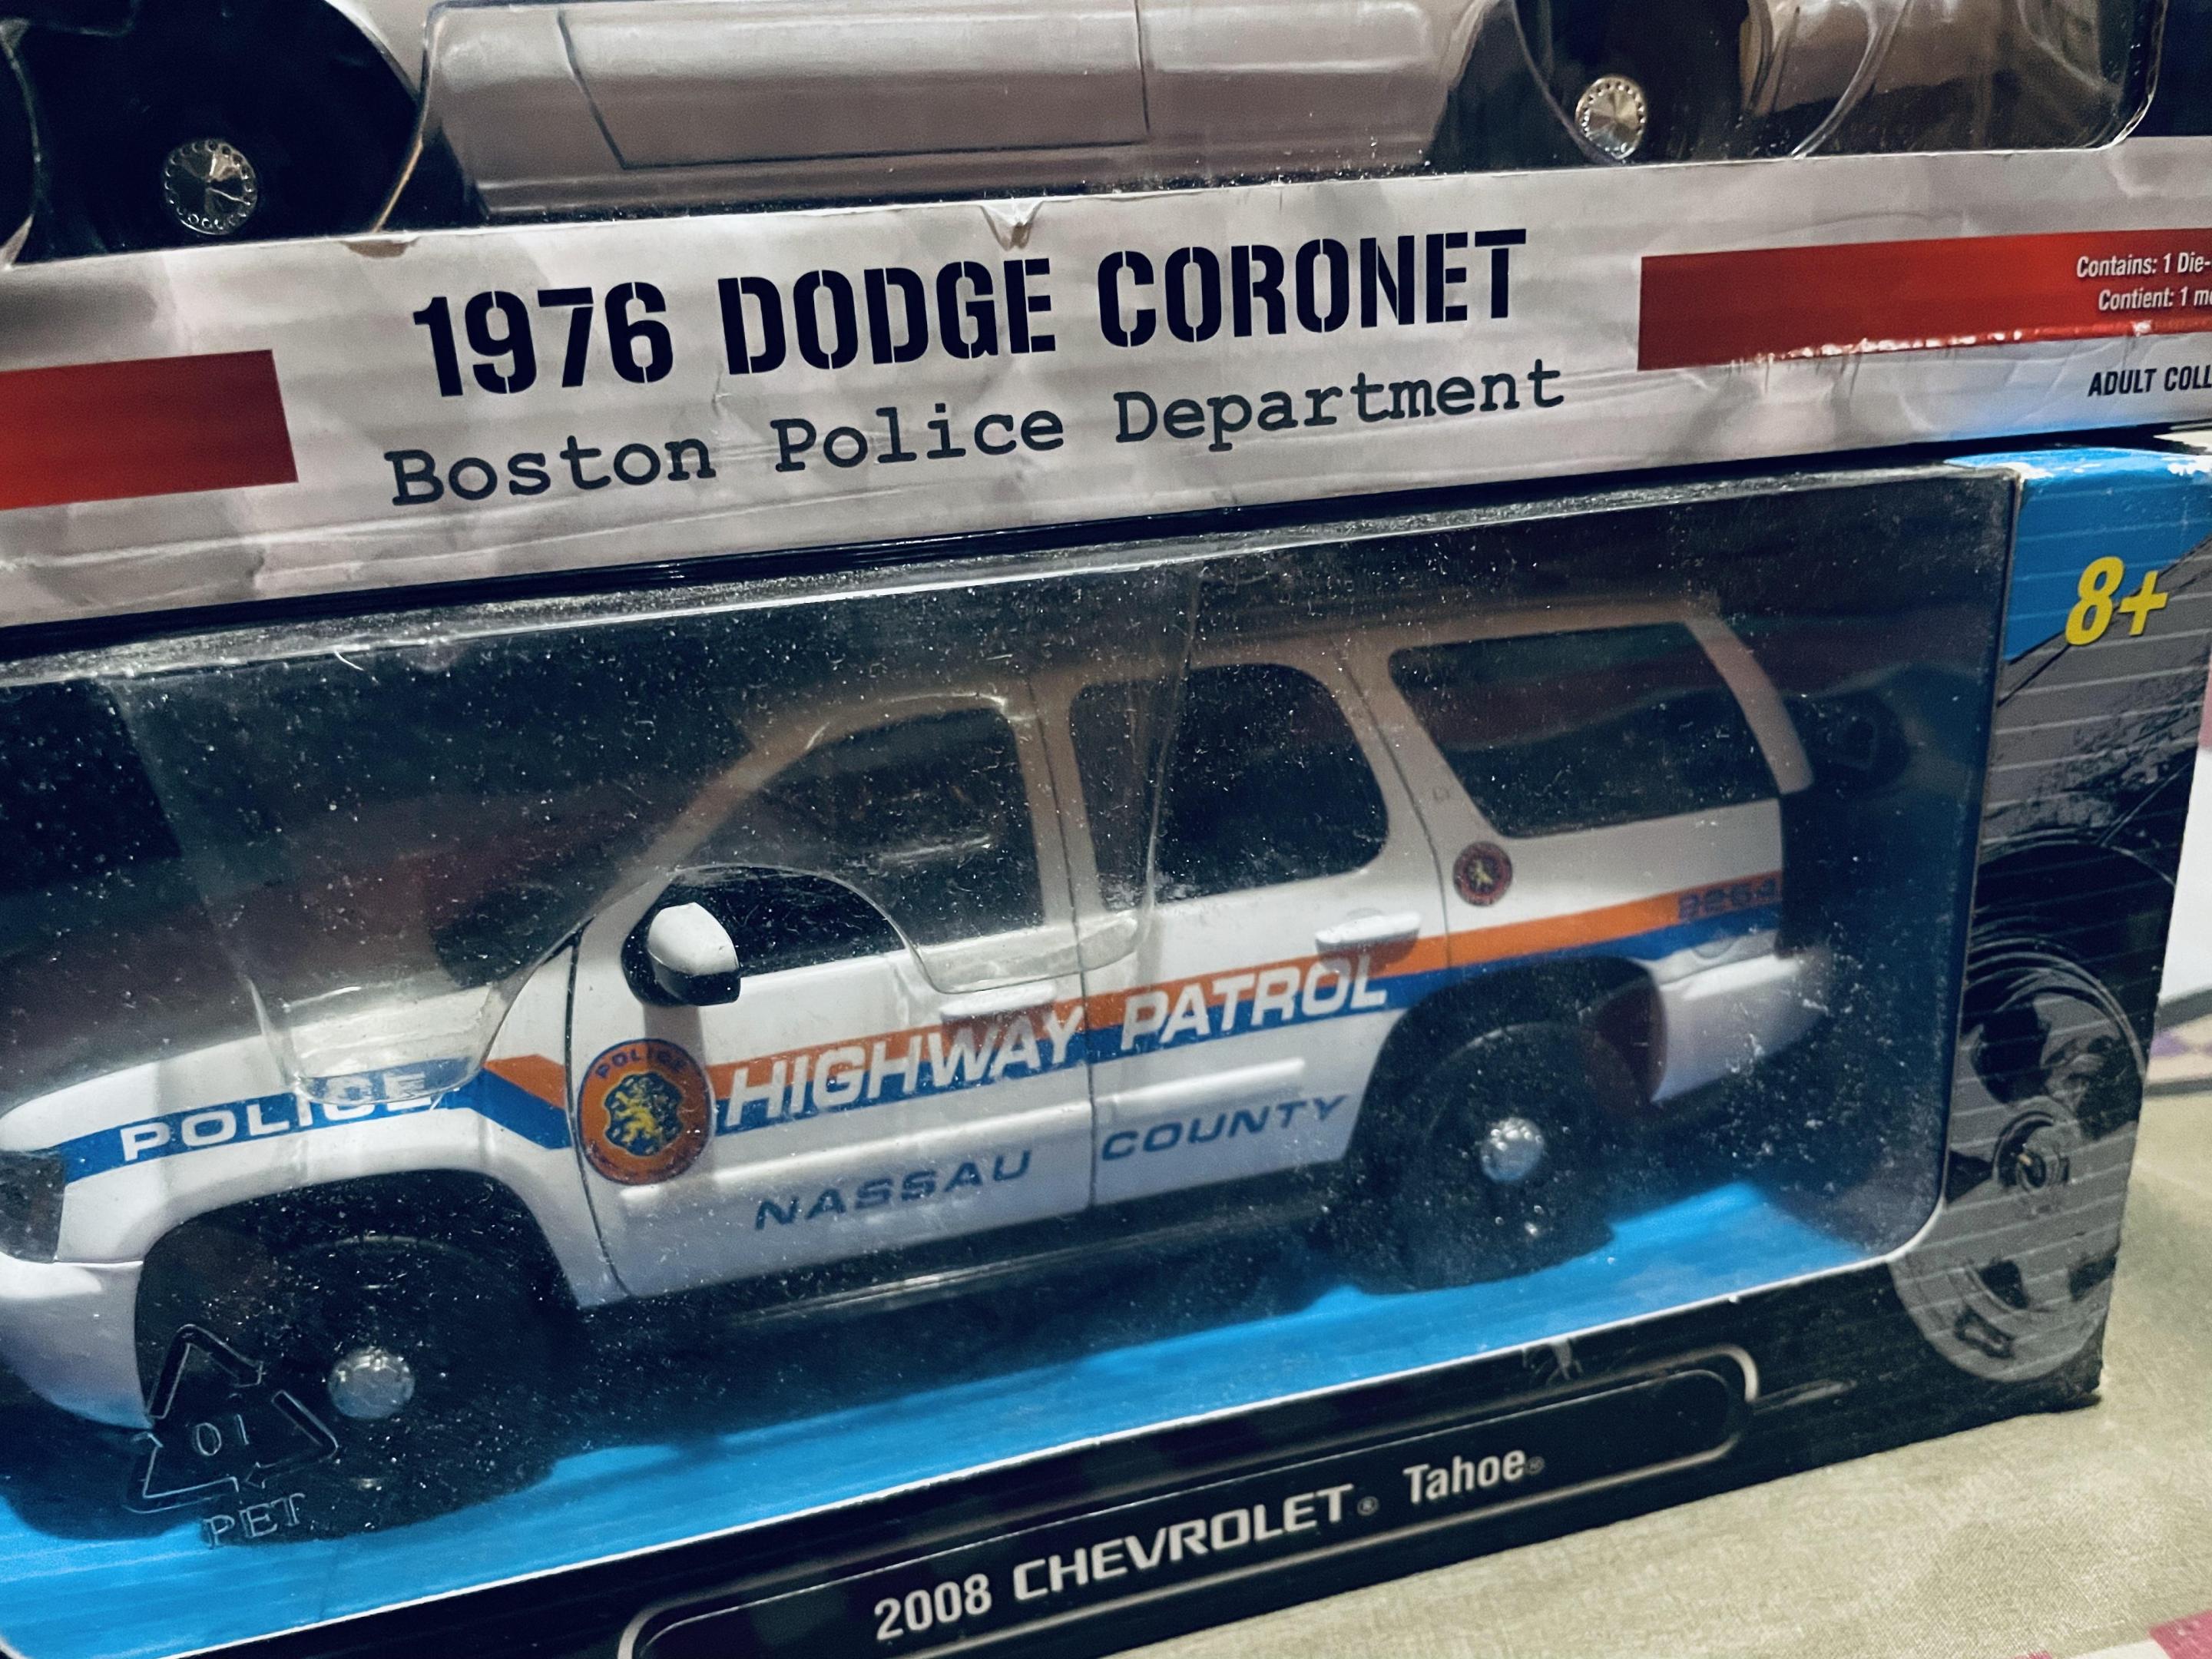 1976 DODGE CORONET
Boston Police Department
Contains: 1 Die-
Contient: 1
ADULT COLL
8+
POLICE
POLICE
HIGHWAY PATROL
NASSAU COUNTY
01
PET
2008 CHEVROLET® Tahoe®